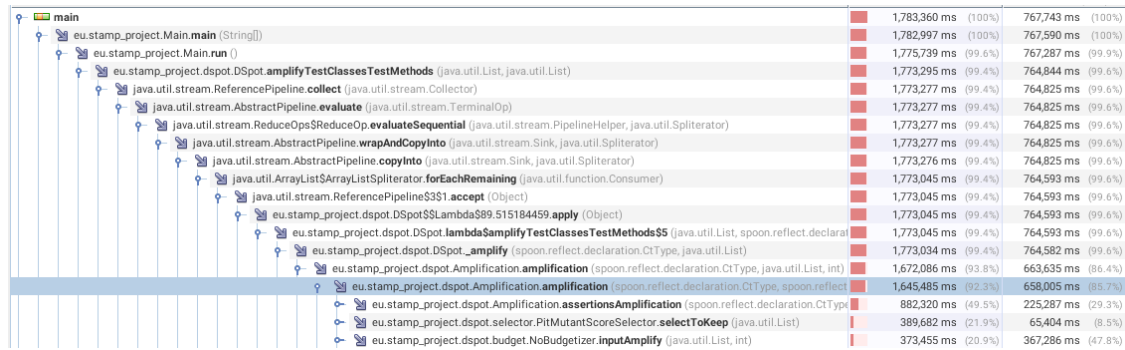 main 1,783,360 ms (100%) 767,743 ms (100%)
eu.stamp_project.Main.main (String[]) 1,782,997 ms (100%) 767,590 ms (100%)
eu.stamp_project.Main.run () 1,775,739 ms (99.6%) 767,287 ms (99.9%)
eu.stamp_project.dspot.DSpot.amplifyTestClassesTestMethods (java.util.List, java.util.List) 1,773,295 ms (99.4%) 764,844 ms (99.6%)
java.util.stream.ReferencePipeline.collect (java.util.stream.Collector) 1,773,277 ms (99.4%) 764,825 ms (99.6%)
java.util.stream.AbstractPipeline.evaluate (java.util.stream.TerminalOp) 1,773,277 ms (99.4%) 764,825 ms (99.6%)
java.util.stream.ReduceOps$ReduceOp.evaluateSequential (java.util.stream.PipelineHelper, java.util.Spliterator) 1,773,277 ms (99.4%) 764,825 ms (99.6%)
java.util.stream.AbstractPipeline.wrapAndCopyInto (java.util.stream.Sink, java.util.Spliterator) 1,773,277 ms (99.4%) 764,825 ms (99.6%)
java.util.stream.AbstractPipeline.copyInto (java.util.stream.Sink, java.util.Spliterator) 1,773,276 ms (99.4%) 764,825 ms (99.6%)
java.util.ArrayList$ArrayListSpliterator.forEachRemaining (java.util.function.Consumer) 1,773,045 ms (99.4%) 764,593 ms (99.6%)
java.util.stream.ReferencePipeline$3$1.accept (Object) 1,773,045 ms (99.4%) 764,593 ms (99.6%)
eu.stamp_project.dspot.DSpot$$Lambda$89.515184459.apply (Object) 1,773,045 ms (99.4%) 764,593 ms (99.6%)
eu.stamp_project.dspot.DSpot.lambda$amplifyTestClassesTestMethods$5 (java.util.List, spoon.reflect.declarat 1,773,045 ms (99.4%) 764,593 ms (99.6%)
eu.stamp_project.dspot.DSpot._amplify (spoon.reflect.declaration.CtType, java.util.List) 1,773,034 ms (99.4%) 764,582 ms (99.6%)
eu.stamp_project.dspot.Amplification.amplification (spoon.reflect.declaration.CtType, java.util.List, int) 1,672,086 ms (93.8%) 663,635 ms (86.4%)
eu.stamp_project.dspot.Amplification.amplification (spoon.reflect.declaration.CtType, spoon.reflect 1,645,485 ms (92.3%) 658,005 ms (85.7%)
eu.stamp_project.dspot.Amplification.assertionsAmplification (spoon.reflect.declaration.CtType 882,320 ms (49.5%) 225,287 ms (29.3%)
eu.stamp_project.dspot.selector.PitMutantScoreSelector.selectToKeep (java.util.List) 389,682 ms (21.9%) 65,404 ms (8.5%)
eu.stamp_project.dspot.budget.NoBudgetizer.inputAmplify (java.util.List, int) 373,455 ms (20.9%) 367,286 ms (47.8%)